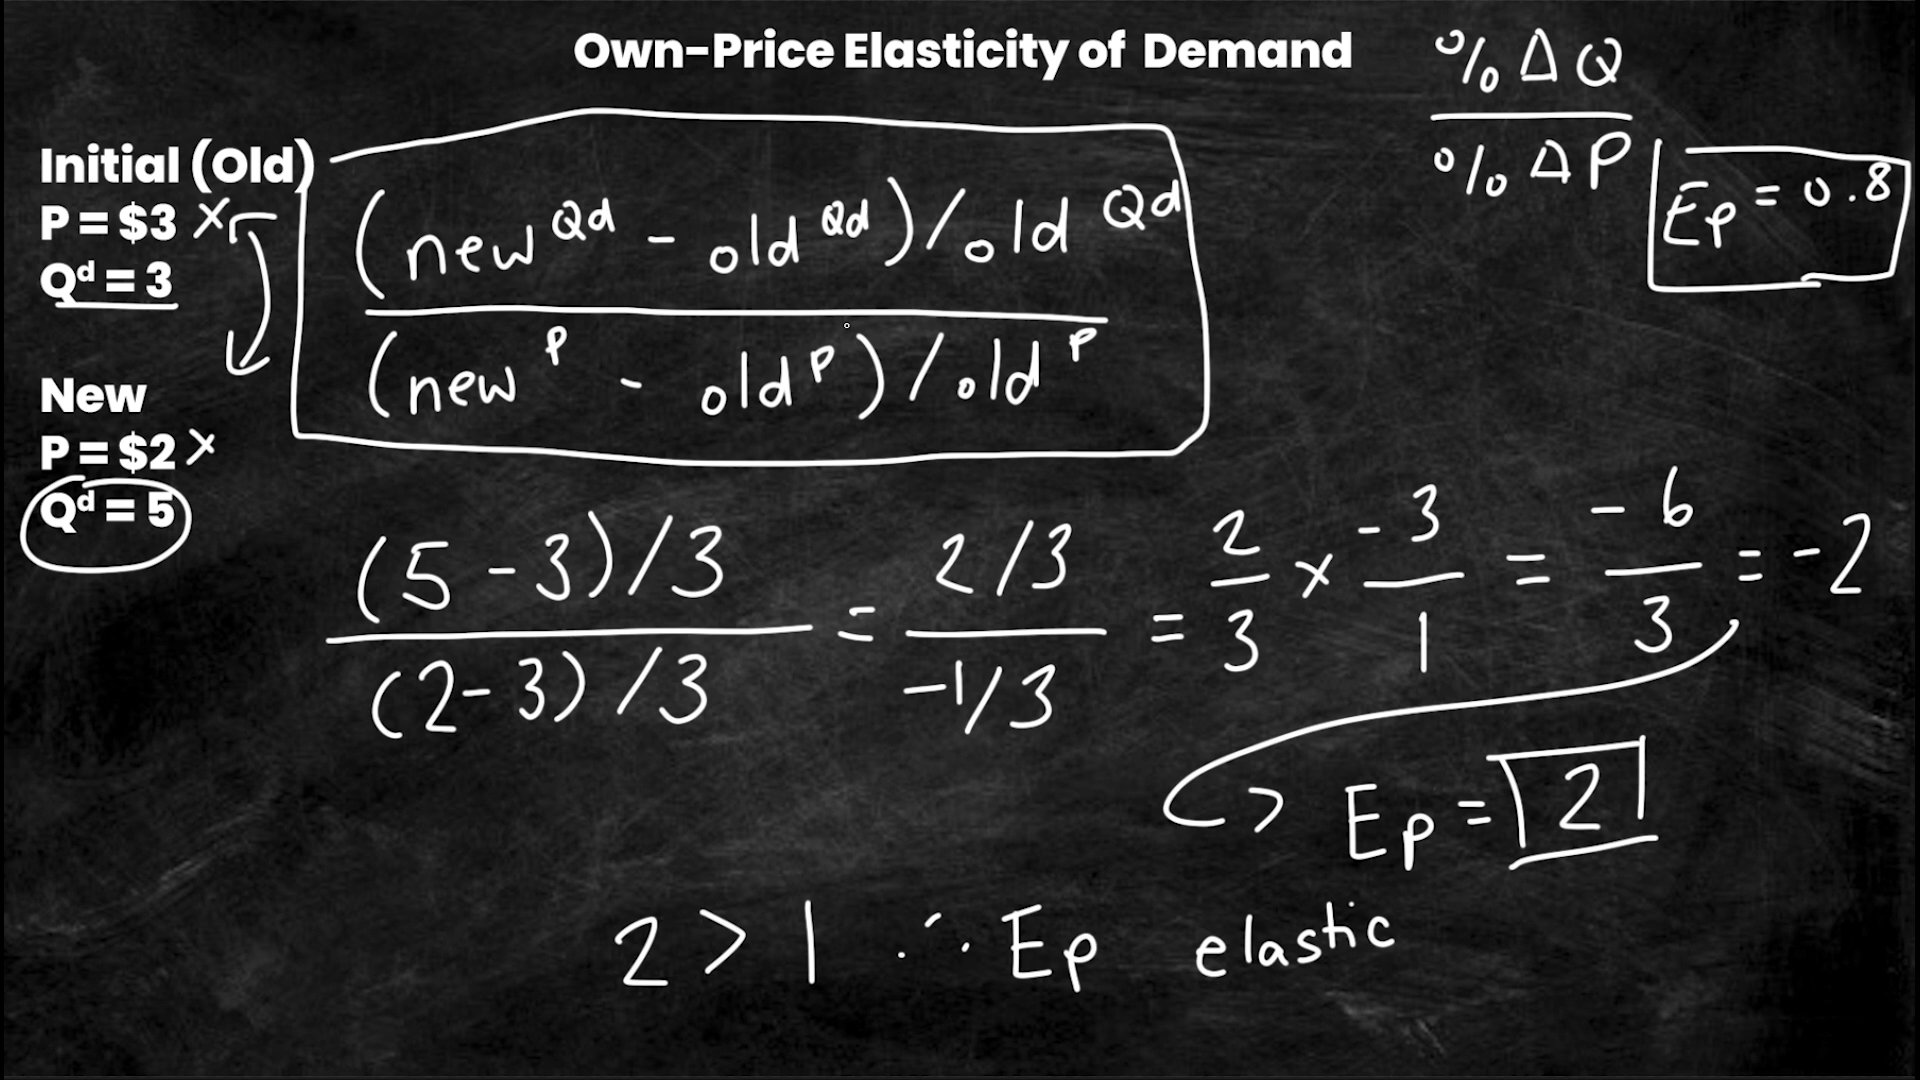 Own-Price Elasticity of Demand
% Δ Q
% Δ P
Ep = 0.8
Initial (Old)
P = $3 x
Qᵈ = 3
(new Qd - old Qd) / old Qd
(new P - old P) / old P
New
P = $2 x
Qᵈ = 5
(5 - 3) / 3
(2 - 3) / 3
= 2/3
-1/3
= 2/3 x -3/1 = -6/3 = -2
Ep = 2
2 > 1 ∴ Ep elastic